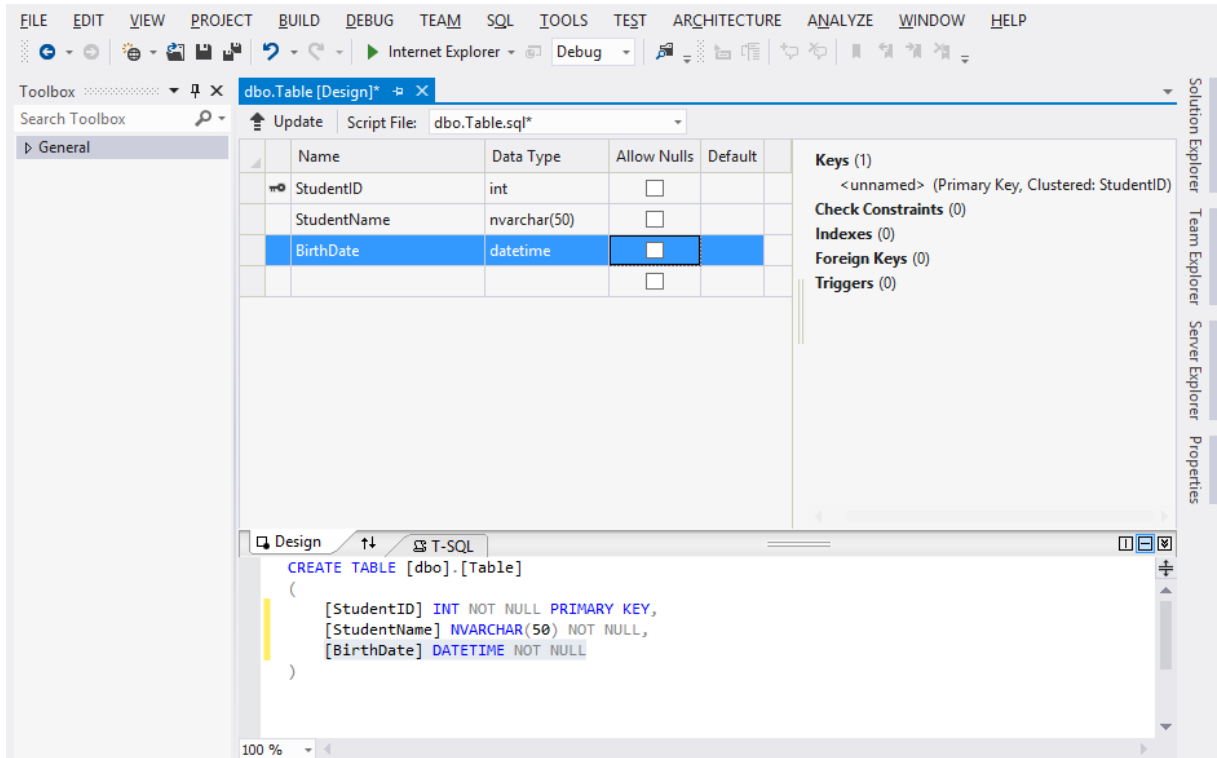 FILE EDIT VIEW PROJECT BUILD DEBUG TEAM SQL TOOLS TEST ARCHITECTURE ANALYZE WINDOW HELP
Internet Explorer Debug
Toolbox
Search Toolbox
General
dbo.Table [Design]*
Update Script File: dbo.Table.sql*
Name Data Type Allow Nulls Default
StudentID int
StudentName nvarchar(50)
BirthDate datetime
Keys (1)
<unnamed> (Primary Key, Clustered: StudentID)
Check Constraints (0)
Indexes (0)
Foreign Keys (0)
Triggers (0)
Design T-SQL
CREATE TABLE [dbo].[Table]
(
[StudentID] INT NOT NULL PRIMARY KEY,
[StudentName] NVARCHAR(50) NOT NULL,
[BirthDate] DATETIME NOT NULL
)
100 %
Solution Explorer
Team Explorer
Server Explorer
Properties